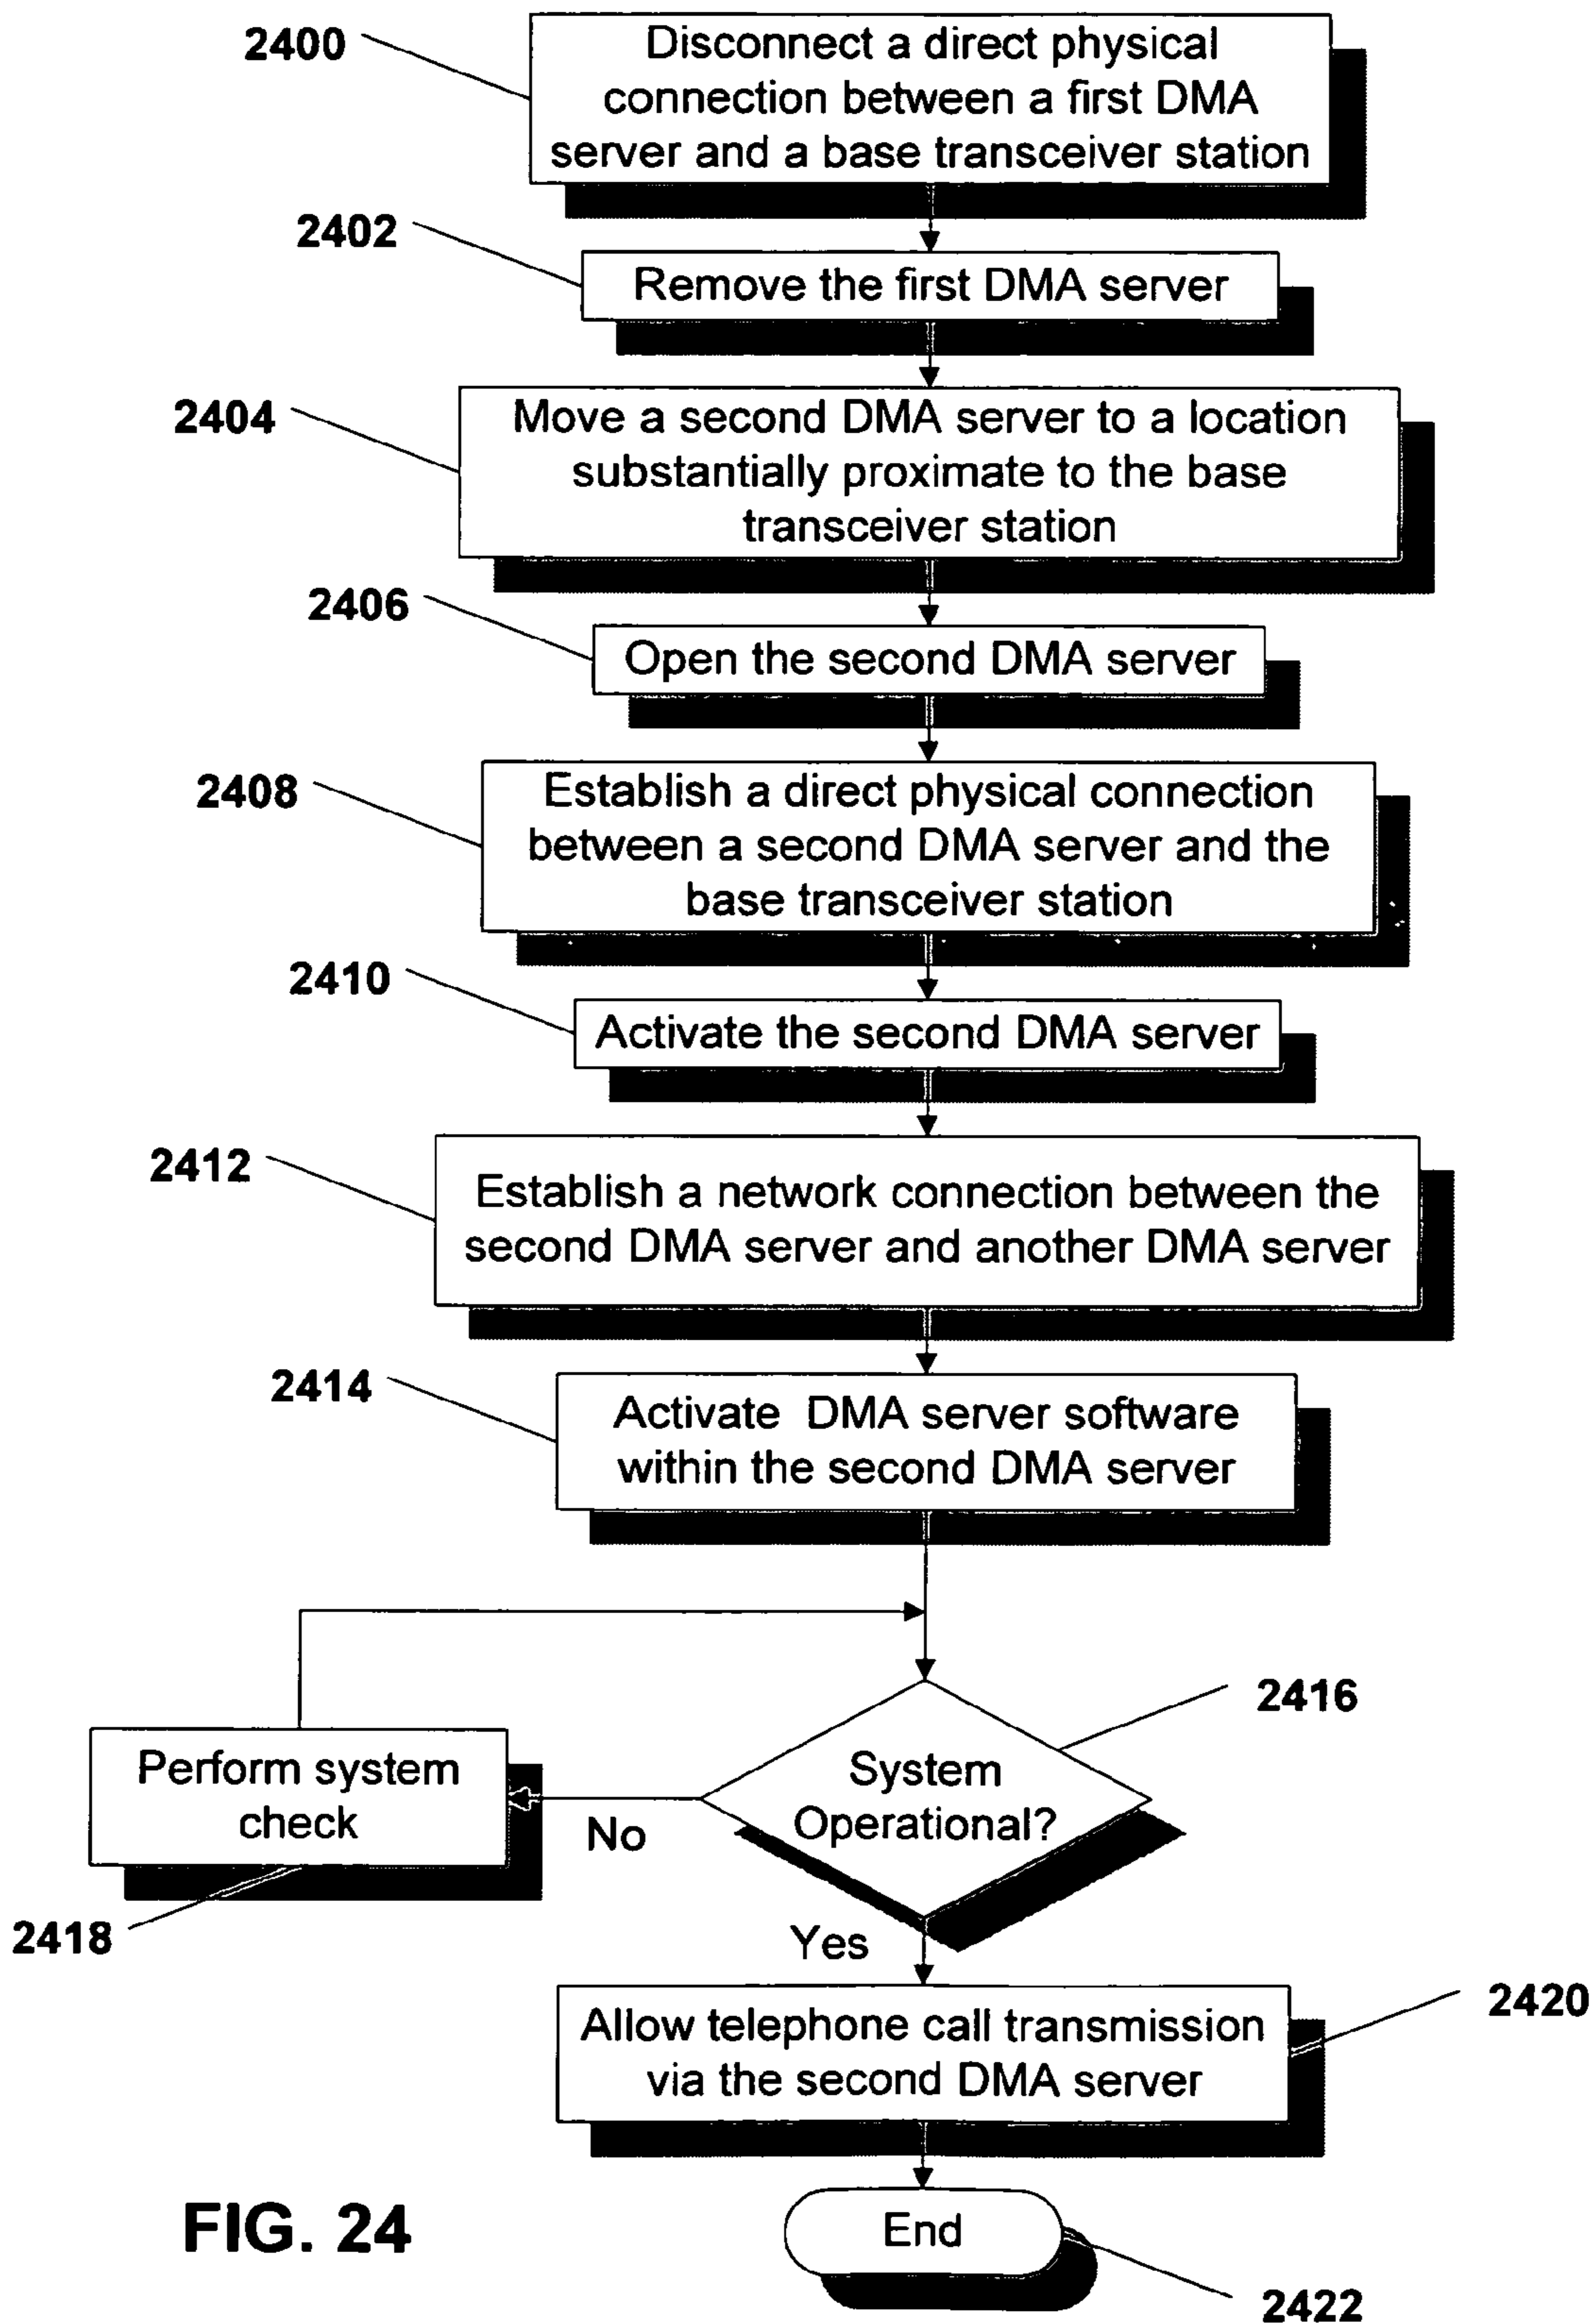 2400
Disconnect a direct physical
connection between a first DMA
server and a base transceiver station
2402
Remove the first DMA server
2404
Move a second DMA server to a location
substantially proximate to the base
transceiver station
2406
Open the second DMA server
2408
Establish a direct physical connection
between a second DMA server and the
base transceiver station
2410
Activate the second DMA server
2412
Establish a network connection between the
second DMA server and another DMA server
2414
Activate DMA server software
within the second DMA server
2416
System
Operational?
No
Perform system
check
2418
Yes
2420
Allow telephone call transmission
via the second DMA server
End
2422
FIG. 24